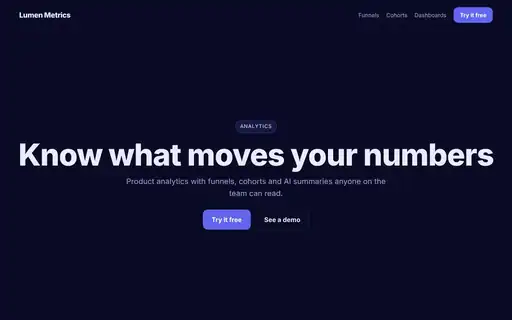 Lumen Metrics
Funnels Cohorts Dashboards Try it free
ANALYTICS
Know what moves your numbers
Product analytics with funnels, cohorts and AI summaries anyone on the
team can read.
Try it free See a demo